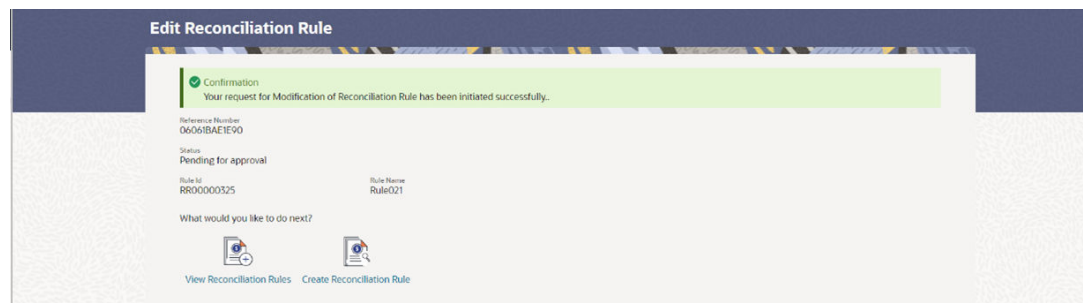 Edit Reconciliation Rule
Confirmation
Your request for Modification of Reconciliation Rule has been initiated successfully..
Reference Number
06061BAE1E90
Status
Pending for approval
Rule Id Rule Name
RR00000325 Rule021
What would you like to do next?
View Reconciliation Rules Create Reconciliation Rule